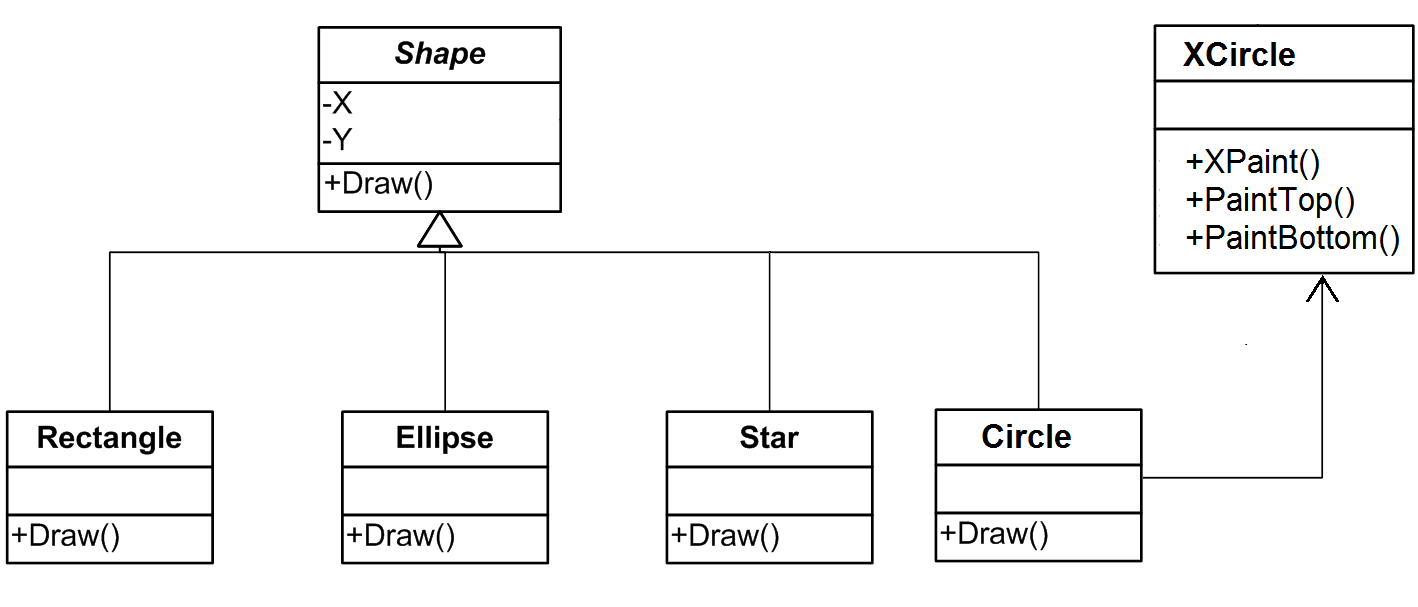 Shape
-X
-Y
+Draw()
XCircle
+XPaint()
+PaintTop()
+PaintBottom()
Rectangle
+Draw()
Ellipse
+Draw()
Star
+Draw()
Circle
+Draw()